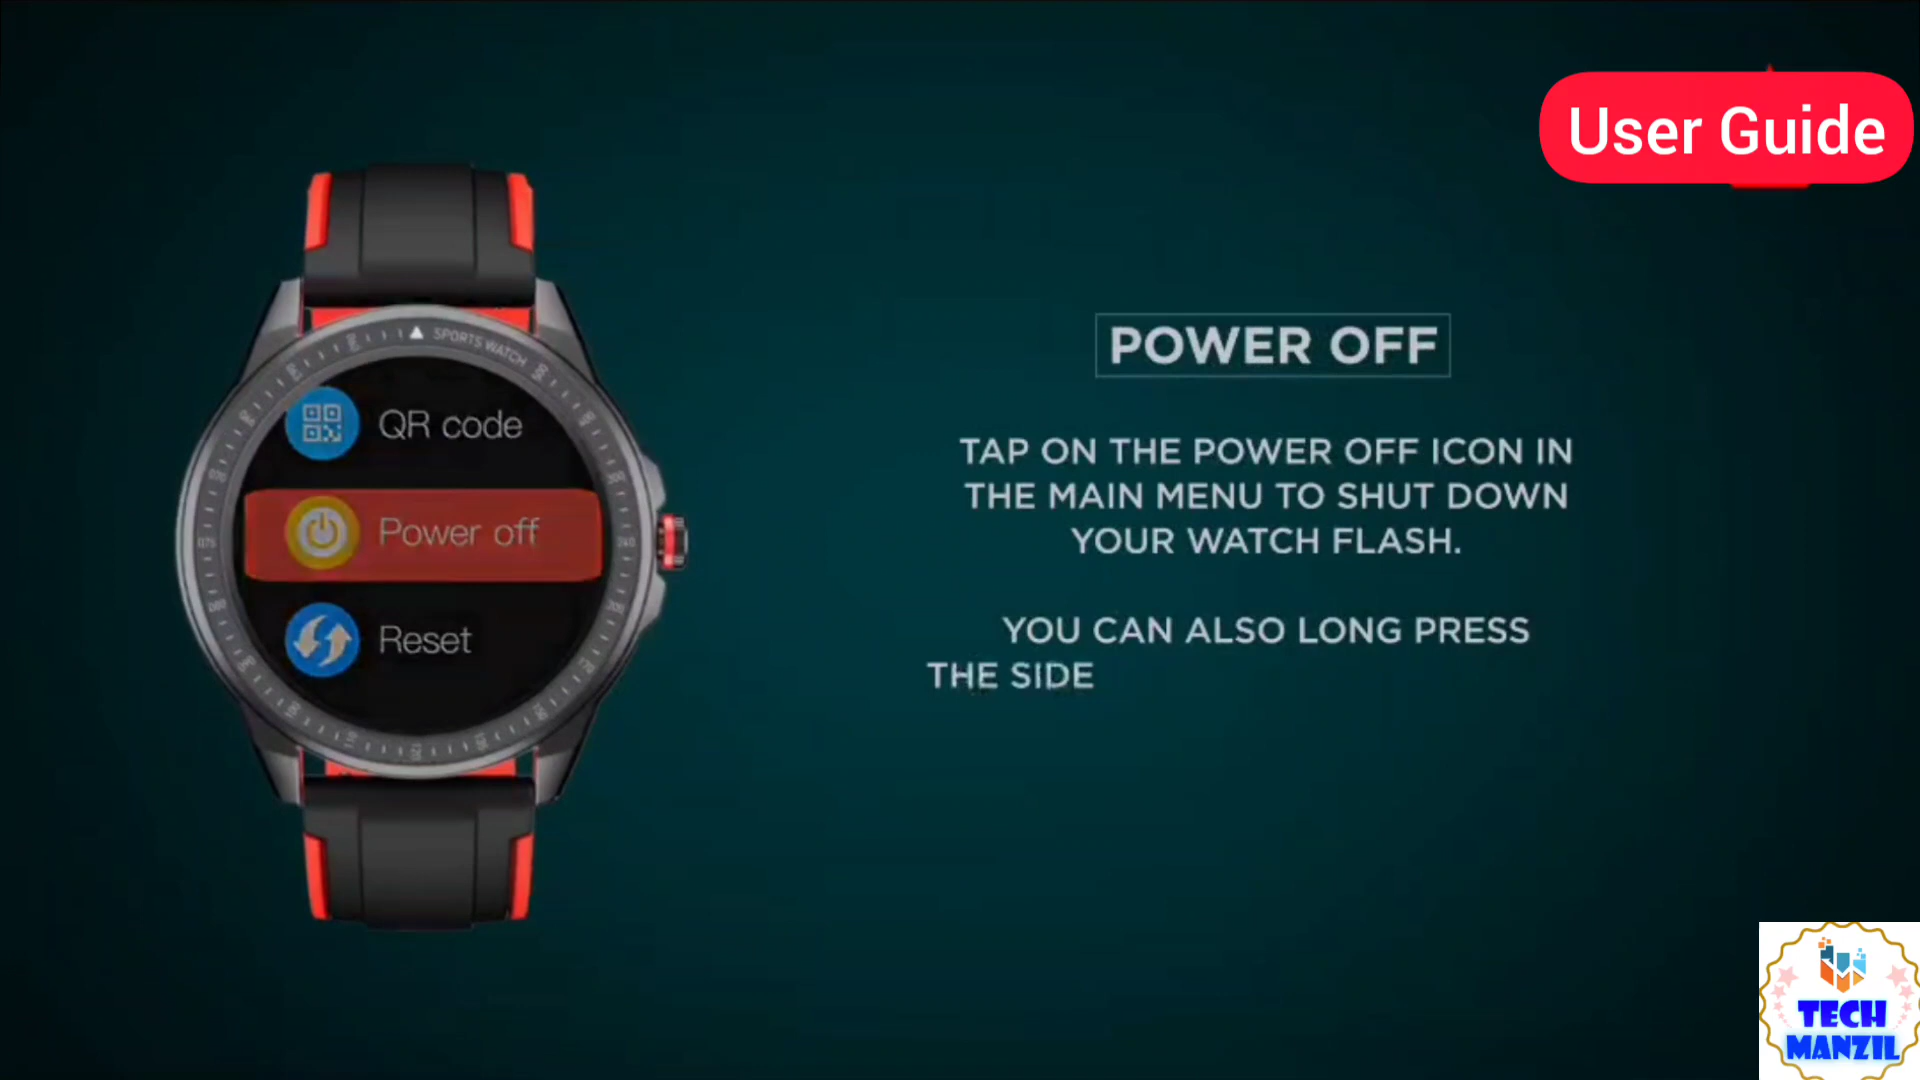 User Guide
SPORTS WATCH
QR code
Power off
Reset
POWER OFF
TAP ON THE POWER OFF ICON IN
THE MAIN MENU TO SHUT DOWN
YOUR WATCH FLASH.
YOU CAN ALSO LONG PRESS
THE SIDE
TECH
MANZIL